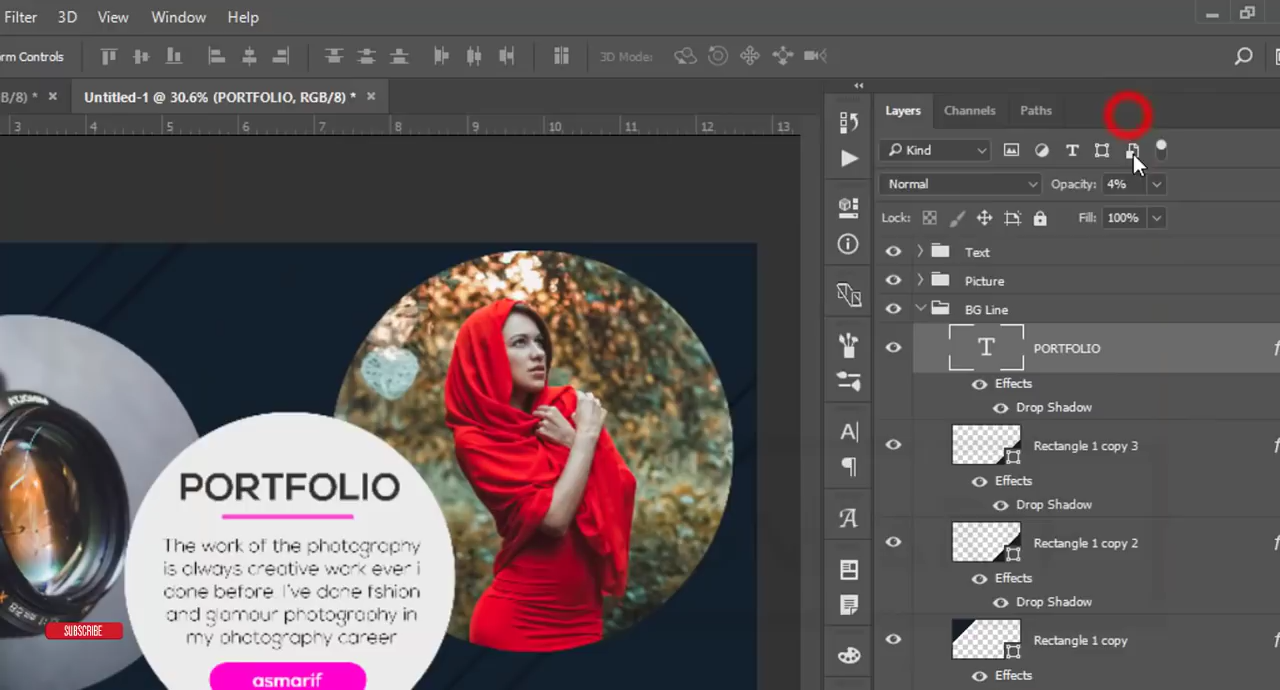 Filter 3D View Window Help
rm Controls
3D Mode:
B/8) * × Untitled-1 @ 30.6% (PORTFOLIO, RGB/8) * ×
3 4 5 6 7 8 9 10 11 12 13
Layers Channels Paths
Kind T
Normal Opacity: 4%
Lock: Fill: 100%
Text
Picture
BG Line
T PORTFOLIO
Effects
Drop Shadow
Rectangle 1 copy 3
Effects
Drop Shadow
Rectangle 1 copy 2
Effects
Drop Shadow
Rectangle 1 copy
Effects
PORTFOLIO
The work of the photography
is always creative work ever i
done before. I've done fshion
and glamour photography in
my photography career
asmarif
SUBSCRIBE